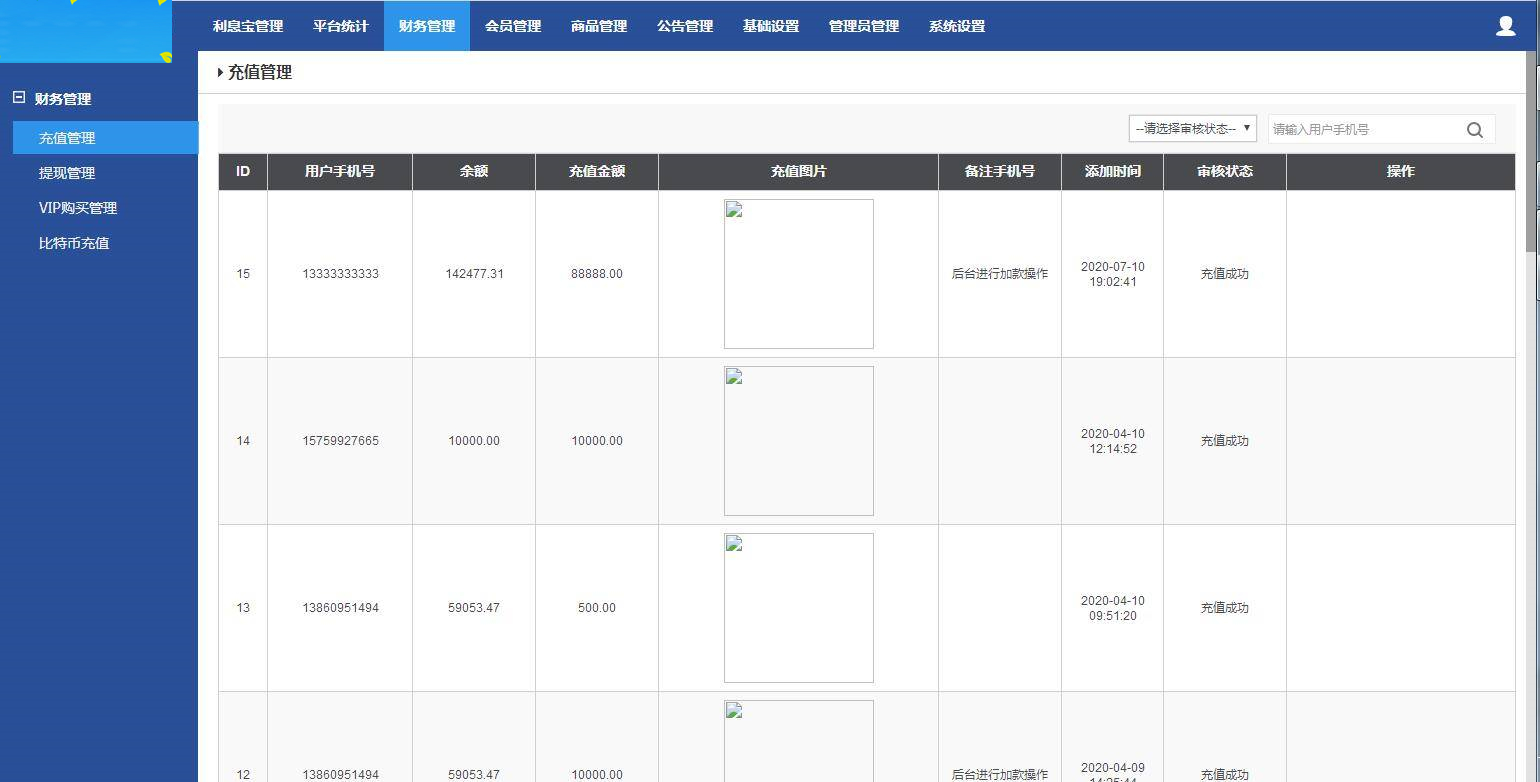 利息宝管理 平台统计 财务管理 会员管理 商品管理 公告管理 基础设置 管理员管理 系统设置
财务管理
充值管理
提现管理
VIP购买管理
比特币充值
充值管理
--请选择审核状态-- 请输入用户手机号
ID 用户手机号 余额 充值金额 充值图片 备注手机号 添加时间 审核状态 操作
15 13333333333 142477.31 88888.00 后台进行加款操作 2020-07-10 19:02:41 充值成功
14 15759927665 10000.00 10000.00 2020-04-10 12:14:52 充值成功
13 13860951494 59053.47 500.00 2020-04-10 09:51:20 充值成功
12 13860951494 59053.47 10000.00 后台进行加款操作 2020-04-09 充值成功